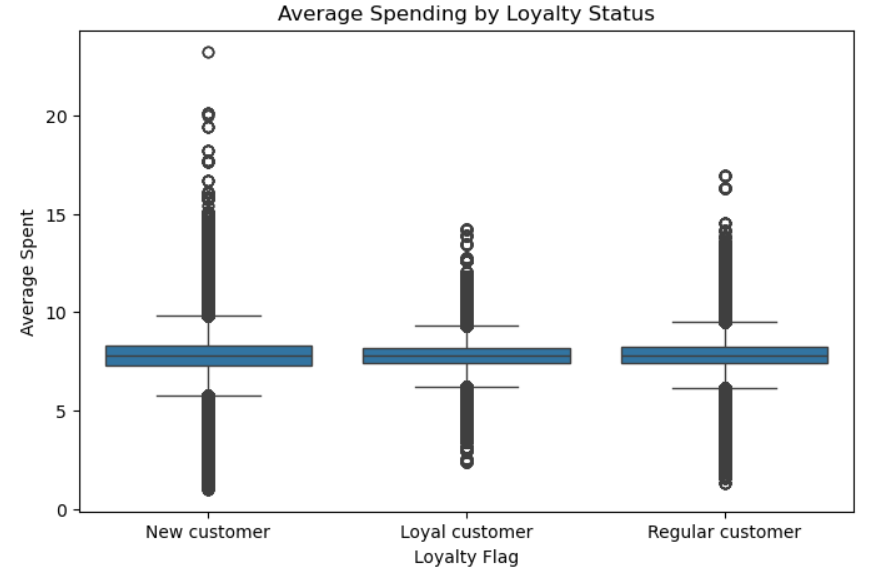 Average Spending by Loyalty Status
20
15
10
5
0
Average Spent
New customer
Loyal customer
Regular customer
Loyalty Flag